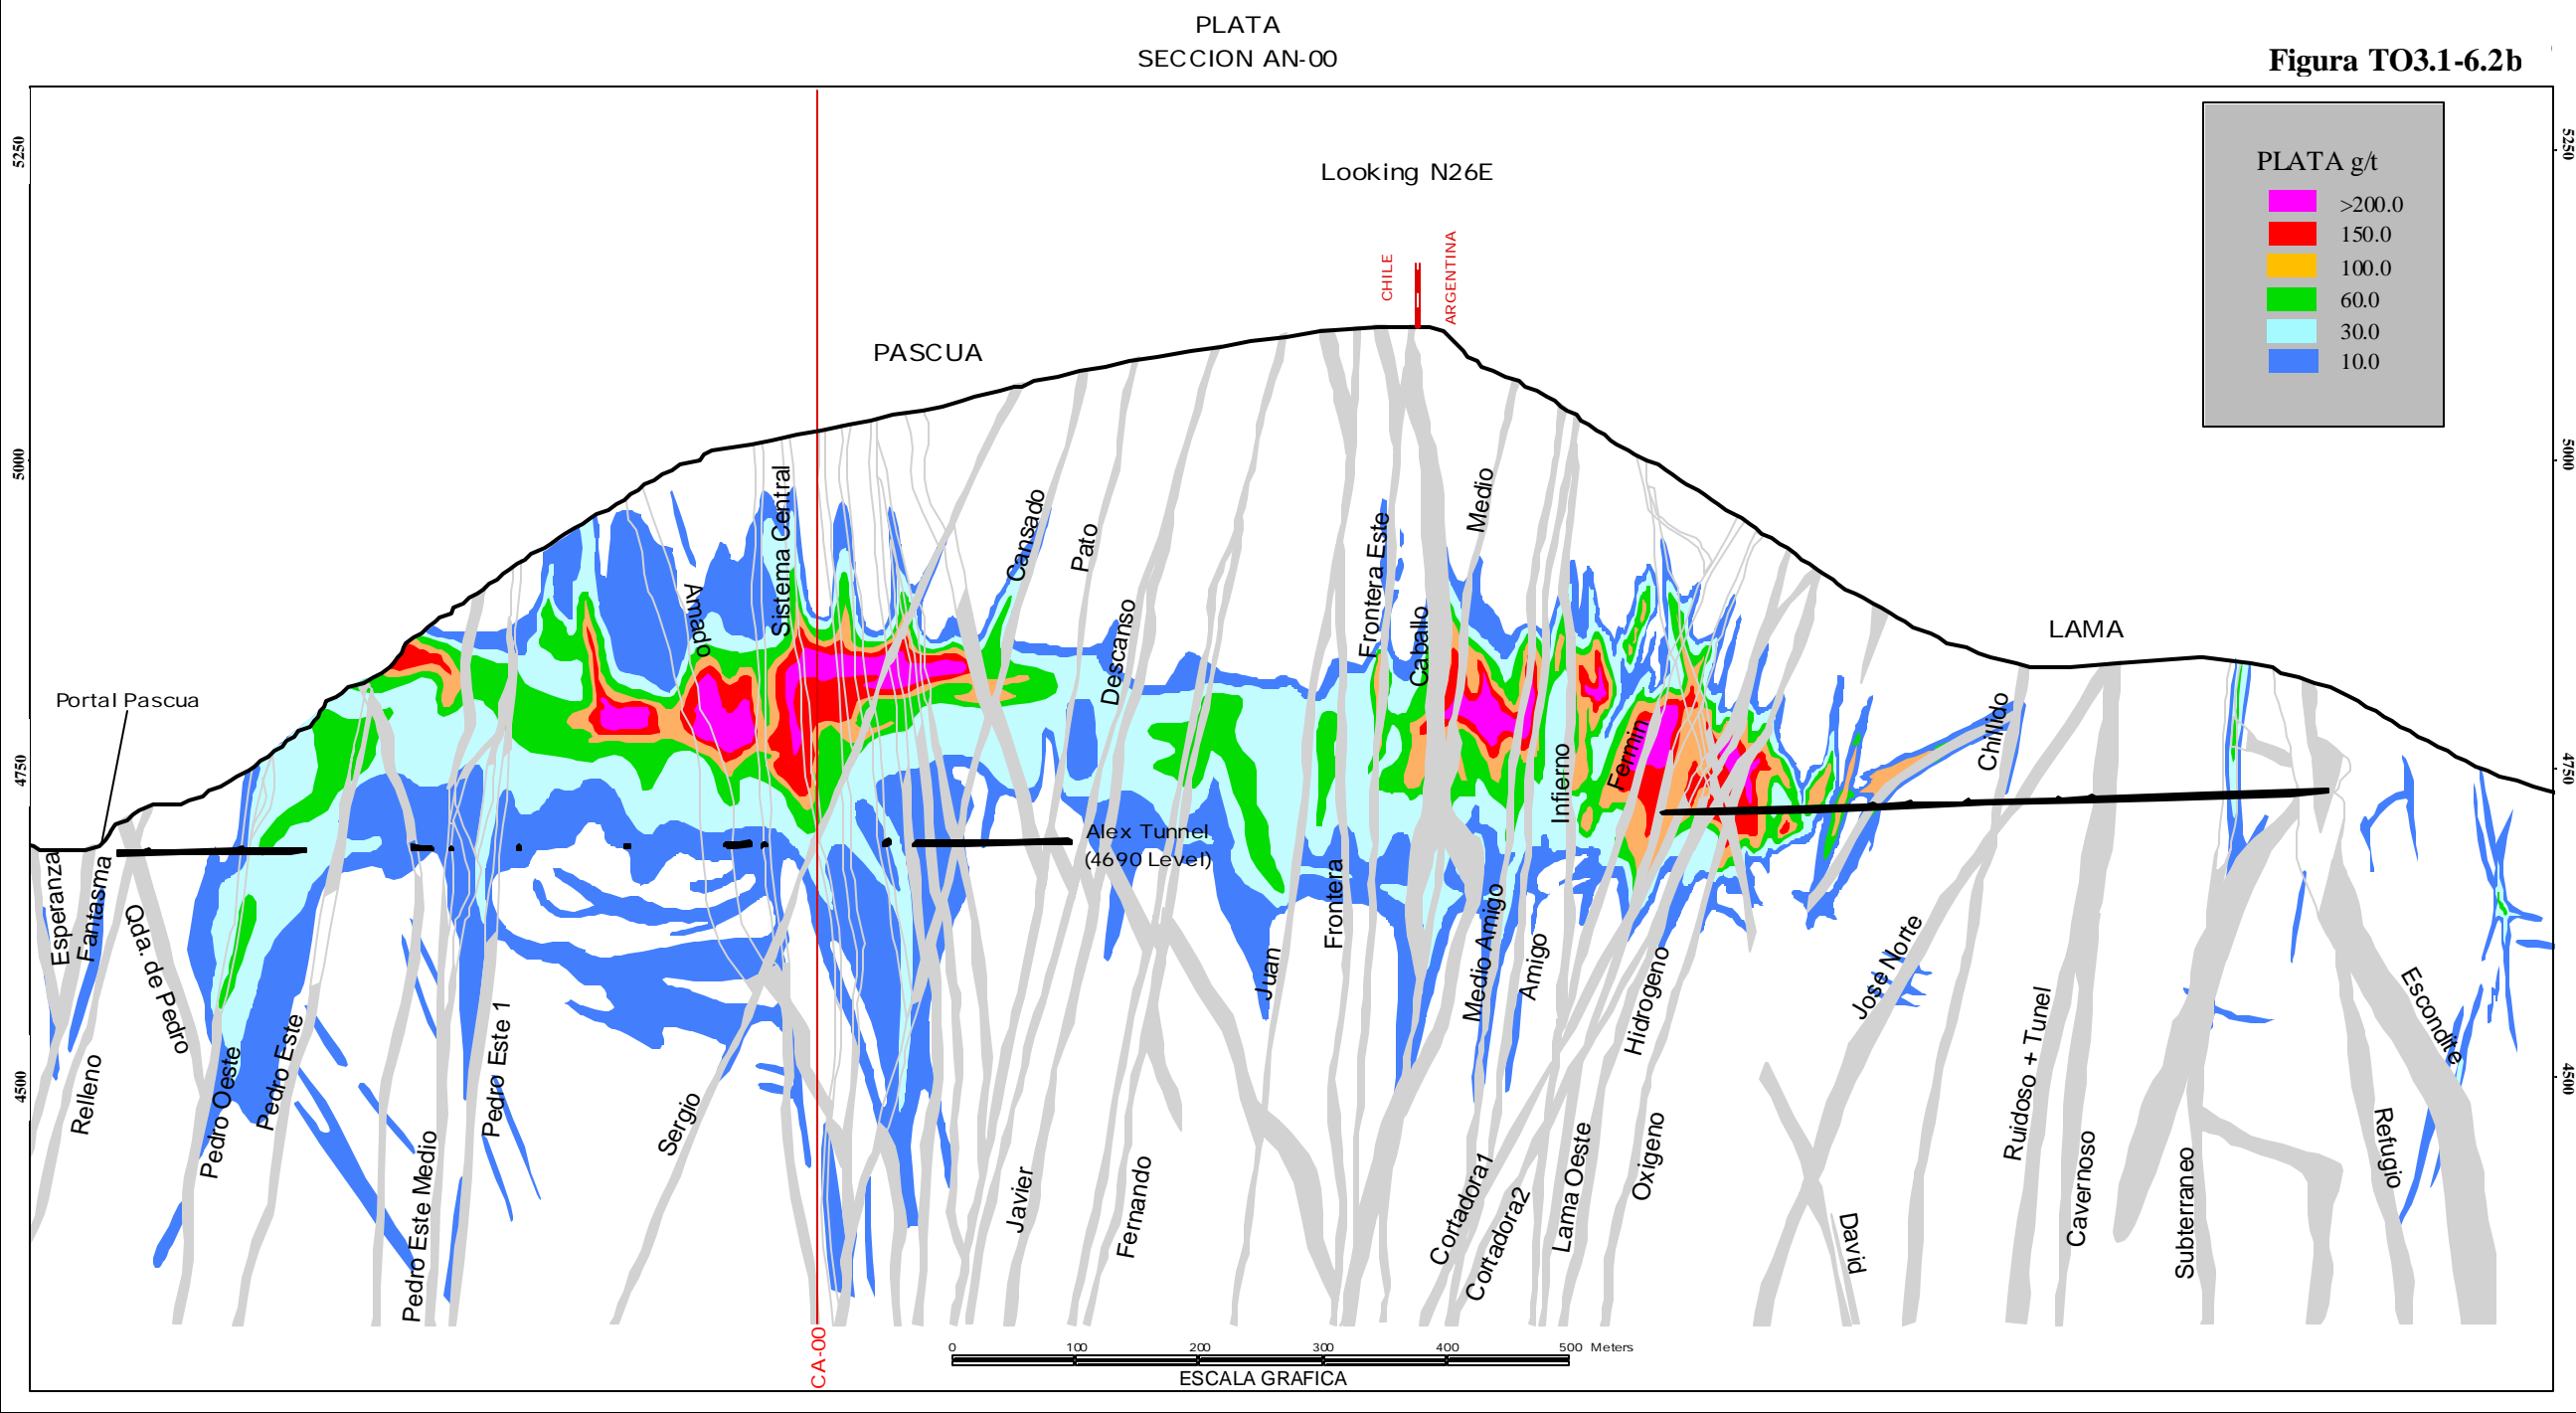 PLATA
SECCION AN-00
Figura TO3.1-6.2b
Looking N26E
PLATA g/t
>200.0
150.0
100.0
60.0
30.0
10.0
5250
5000
4750
4500
5250
5000
4750
4500
CHILE
ARGENTINA
PASCUA
LAMA
Portal Pascua
Alex Tunnel
(4690 Level)
Esperanza
Fantasma
Relleno
Qda. de Pedro
Pedro Oeste
Pedro Este
Pedro Este Medio
Pedro Este 1
Amado
Sistema Central
Sergio
Cansado
Pato
Descanso
Javier
Fernando
Juan
Frontera
Frontera Este
Caballo
Medio
Medio Amigo
Amigo
Infierno
Fermin
Cortadora1
Cortadora2
Lama Oeste
Hidrogeno
Oxigeno
Chillido
Jose Norte
David
Ruidoso + Tunel
Cavernoso
Subterraneo
Refugio
Escondite
CA-00
0 100 200 300 400 500 Meters
ESCALA GRAFICA